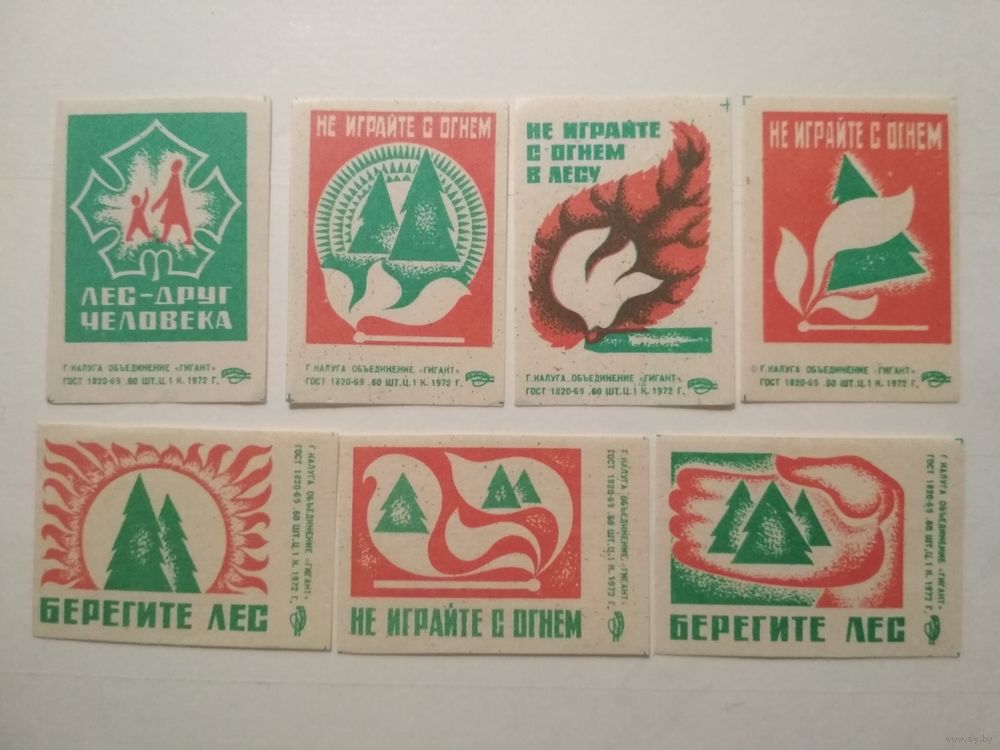 ЛЕС-ДРУГ
ЧЕЛОВЕКА
Г. КАЛУГА ОБЪЕДИНЕНИЕ «ГИГАНТ»
ГОСТ 1820-69 .60 ШТ.Ц.1 К. 1972 Г.
НЕ ИГРАЙТЕ С ОГНЕМ
Г. КАЛУГА ОБЪЕДИНЕНИЕ «ГИГАНТ»
ГОСТ 1820-69 .60 ШТ.Ц.1 К. 1972 Г.
НЕ ИГРАЙТЕ
С ОГНЕМ
В ЛЕСУ
Г. КАЛУГА ОБЪЕДИНЕНИЕ «ГИГАНТ»
ГОСТ 1820-69 .60 ШТ.Ц.1 К. 1972 Г.
НЕ ИГРАЙТЕ С ОГНЕМ
Г. КАЛУГА ОБЪЕДИНЕНИЕ «ГИГАНТ»
ГОСТ 1820-69 .60 ШТ.Ц.1 К. 1972 Г.
БЕРЕГИТЕ ЛЕС
Г. КАЛУГА ОБЪЕДИНЕНИЕ «ГИГАНТ»
ГОСТ 1820-69 .60 ШТ.Ц.1 К. 1972 Г.
НЕ ИГРАЙТЕ С ОГНЕМ
Г. КАЛУГА ОБЪЕДИНЕНИЕ «ГИГАНТ»
ГОСТ 1820-69 .60 ШТ.Ц.1 К. 1972 Г.
БЕРЕГИТЕ ЛЕС
Г. КАЛУГА ОБЪЕДИНЕНИЕ «ГИГАНТ»
ГОСТ 1820-69 .60 ШТ.Ц.1 К. 1972 Г.
www.ay.by